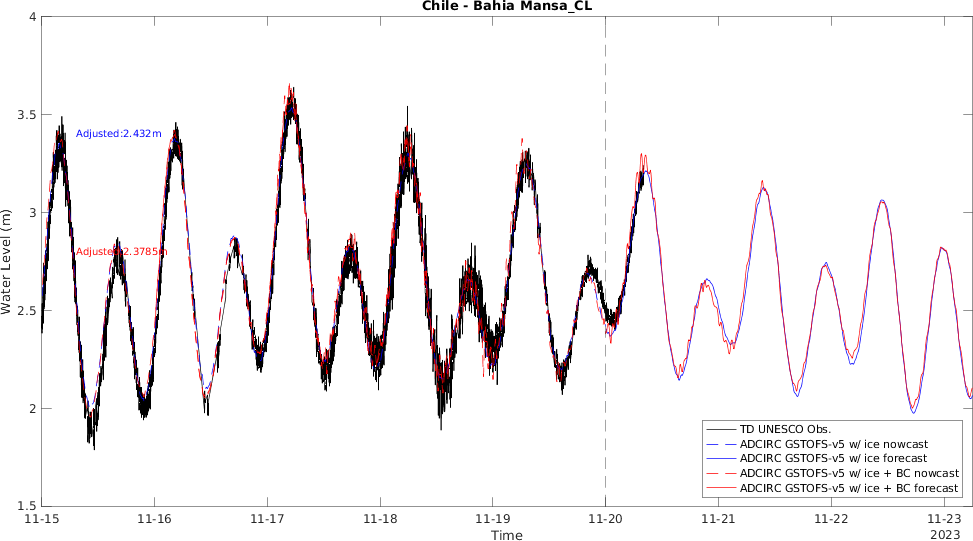 Chile - Bahia Mansa_CL
4
3.5
3
2.5
2
1.5
Water Level (m)
Adjusted:2.432m
Adjusted:2.3785m
TD UNESCO Obs.
ADCIRC GSTOFS-v5 w/ ice nowcast
ADCIRC GSTOFS-v5 w/ ice forecast
ADCIRC GSTOFS-v5 w/ ice + BC nowcast
ADCIRC GSTOFS-v5 w/ ice + BC forecast
11-15 11-16 11-17 11-18 11-19 11-20 11-21 11-22 11-23
Time
2023